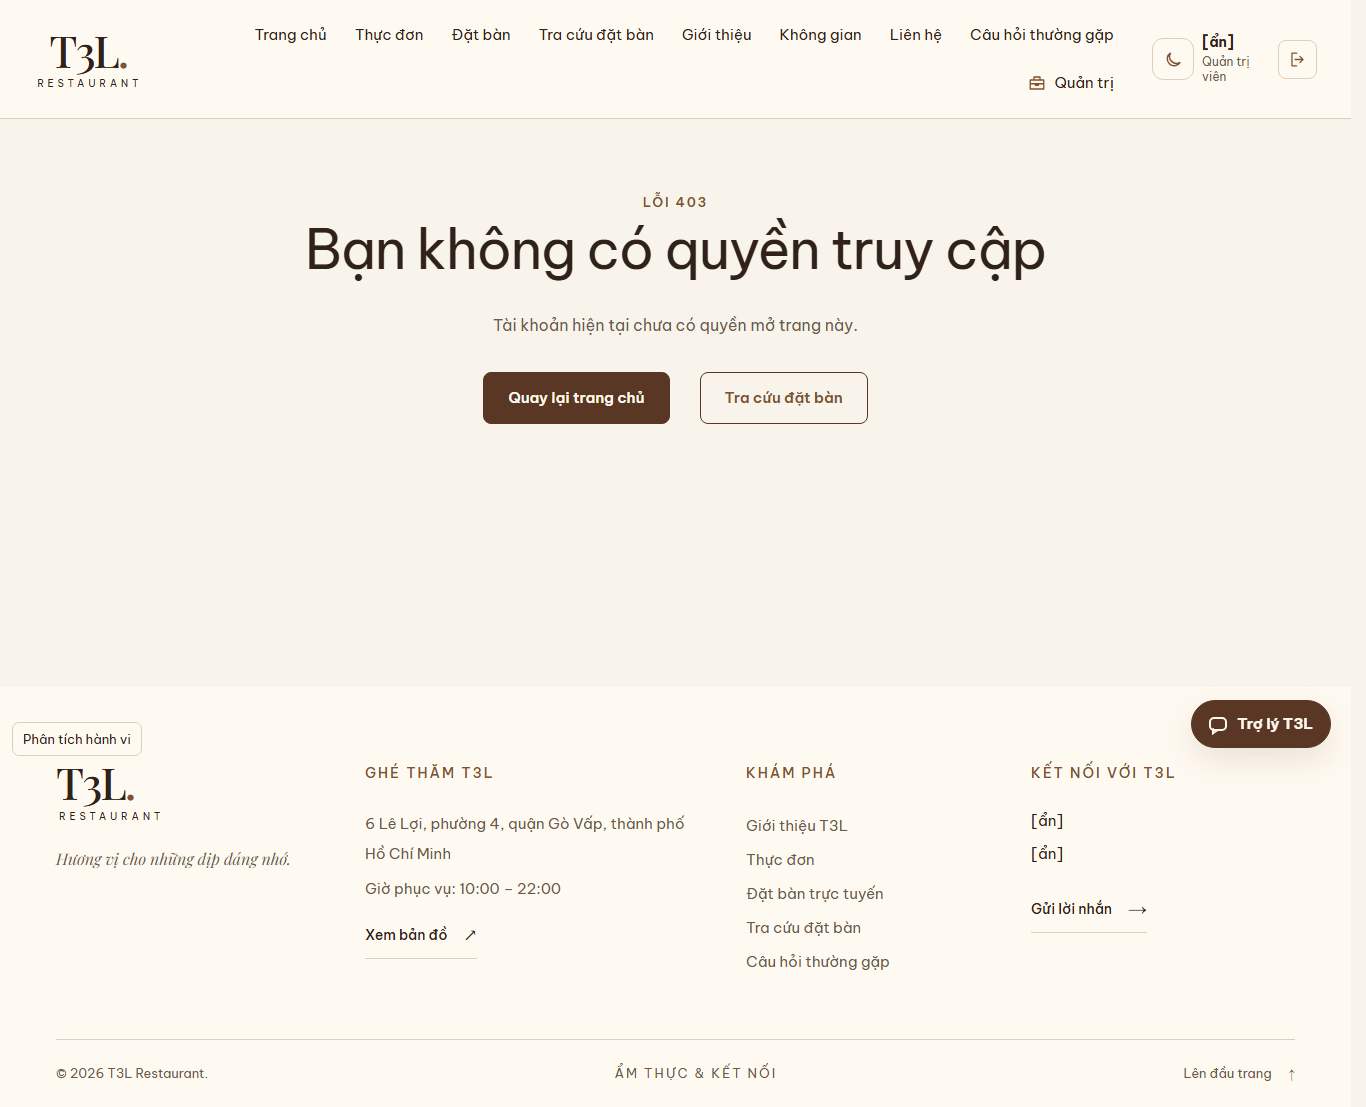 T3L.
RESTAURANT
Trang chủ
Thực đơn
Đặt bàn
Tra cứu đặt bàn
Giới thiệu
Không gian
Liên hệ
Câu hỏi thường gặp
Quản trị
[ẩn]
Quản trị
viên
LỖI 403
Bạn không có quyền truy cập
Tài khoản hiện tại chưa có quyền mở trang này.
Quay lại trang chủ
Tra cứu đặt bàn
Trợ lý T3L
Phân tích hành vi
T3L.
RESTAURANT
Hương vị cho những dịp đáng nhớ.
GHÉ THĂM T3L
6 Lê Lợi, phường 4, quận Gò Vấp, thành phố
Hồ Chí Minh
Giờ phục vụ: 10:00 – 22:00
Xem bản đồ ↗
KHÁM PHÁ
Giới thiệu T3L
Thực đơn
Đặt bàn trực tuyến
Tra cứu đặt bàn
Câu hỏi thường gặp
KẾT NỐI VỚI T3L
[ẩn]
[ẩn]
Gửi lời nhắn ⟶
© 2026 T3L Restaurant.
ẨM THỰC & KẾT NỐI
Lên đầu trang ↑